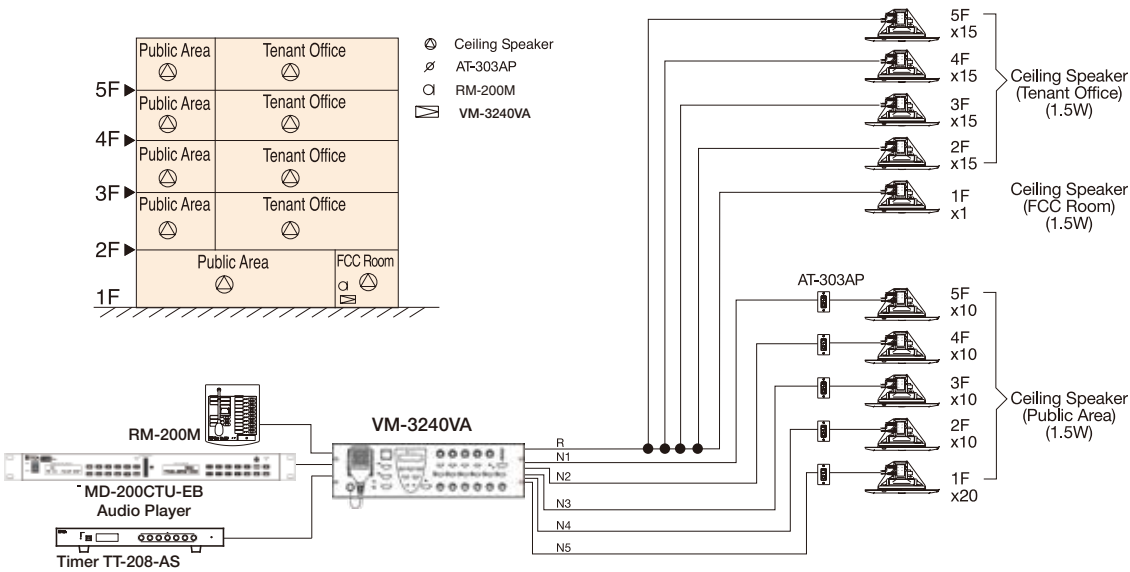 Public Area
Tenant Office
5F
Public Area
Tenant Office
4F
Public Area
Tenant Office
3F
Public Area
Tenant Office
2F
Public Area
FCC Room
1F
Ceiling Speaker
AT-303AP
RM-200M
VM-3240VA
5F
x15
4F
x15
3F
x15
2F
x15
Ceiling Speaker
(Tenant Office)
(1.5W)
1F
x1
Ceiling Speaker
(FCC Room)
(1.5W)
AT-303AP
5F
x10
4F
x10
3F
x10
2F
x10
1F
x20
Ceiling Speaker
(Public Area)
(1.5W)
RM-200M
VM-3240VA
MD-200CTU-EB
Audio Player
Timer TT-208-AS
R
N1
N2
N3
N4
N5